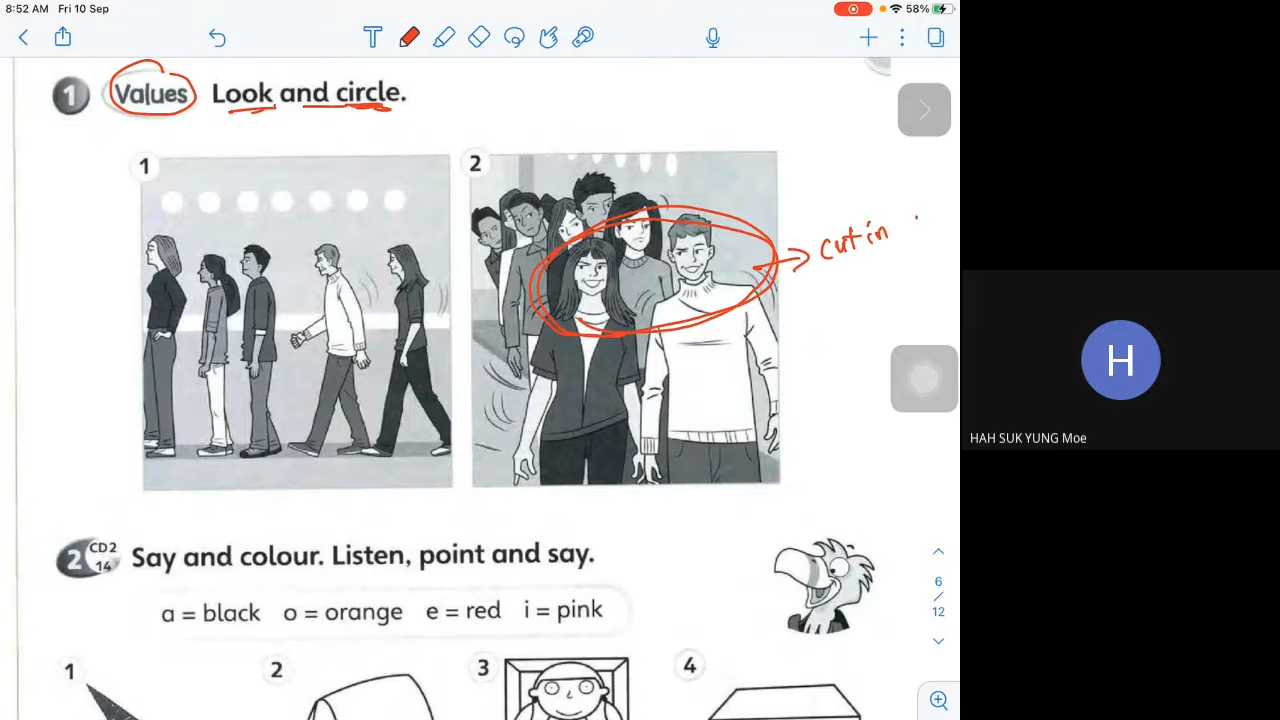 8:52 AM Fri 10 Sep
58%
1 Values Look and circle.
1
2
cut in
2 CD2 14 Say and colour. Listen, point and say.
a = black o = orange e = red i = pink
1
2
3
4
6
/
12
H
HAH SUK YUNG Moe